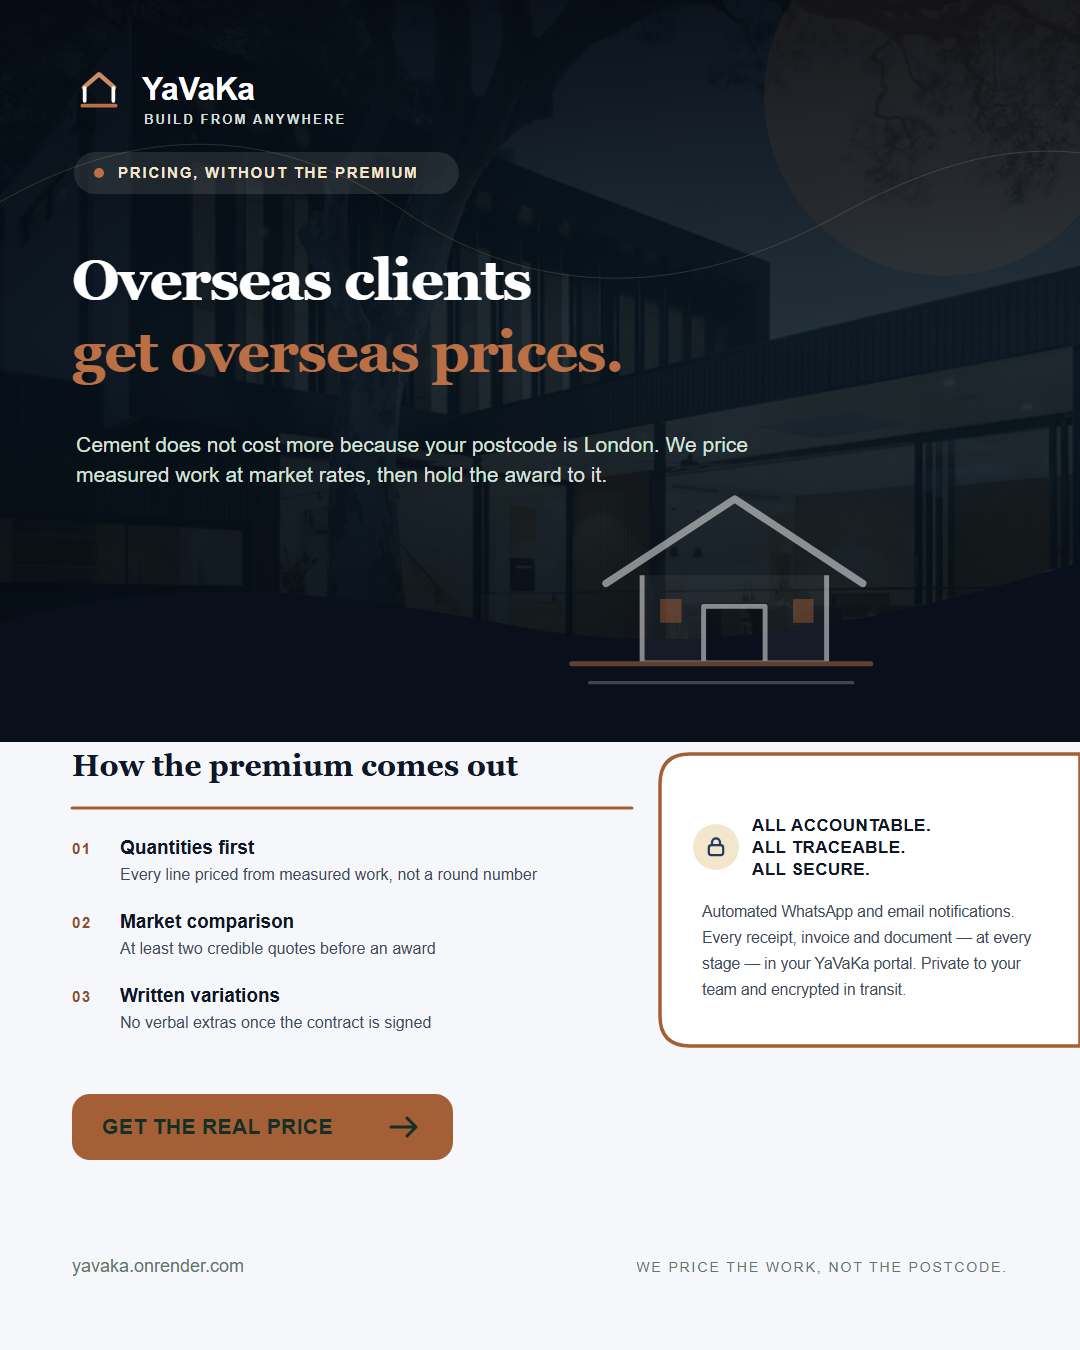 YaVaKa
BUILD FROM ANYWHERE
PRICING, WITHOUT THE PREMIUM
Overseas clients
get overseas prices.
Cement does not cost more because your postcode is London. We price
measured work at market rates, then hold the award to it.
How the premium comes out
01 Quantities first
Every line priced from measured work, not a round number
02 Market comparison
At least two credible quotes before an award
03 Written variations
No verbal extras once the contract is signed
ALL ACCOUNTABLE.
ALL TRACEABLE.
ALL SECURE.
Automated WhatsApp and email notifications.
Every receipt, invoice and document — at every
stage — in your YaVaKa portal. Private to your
team and encrypted in transit.
GET THE REAL PRICE
yavaka.onrender.com
WE PRICE THE WORK, NOT THE POSTCODE.